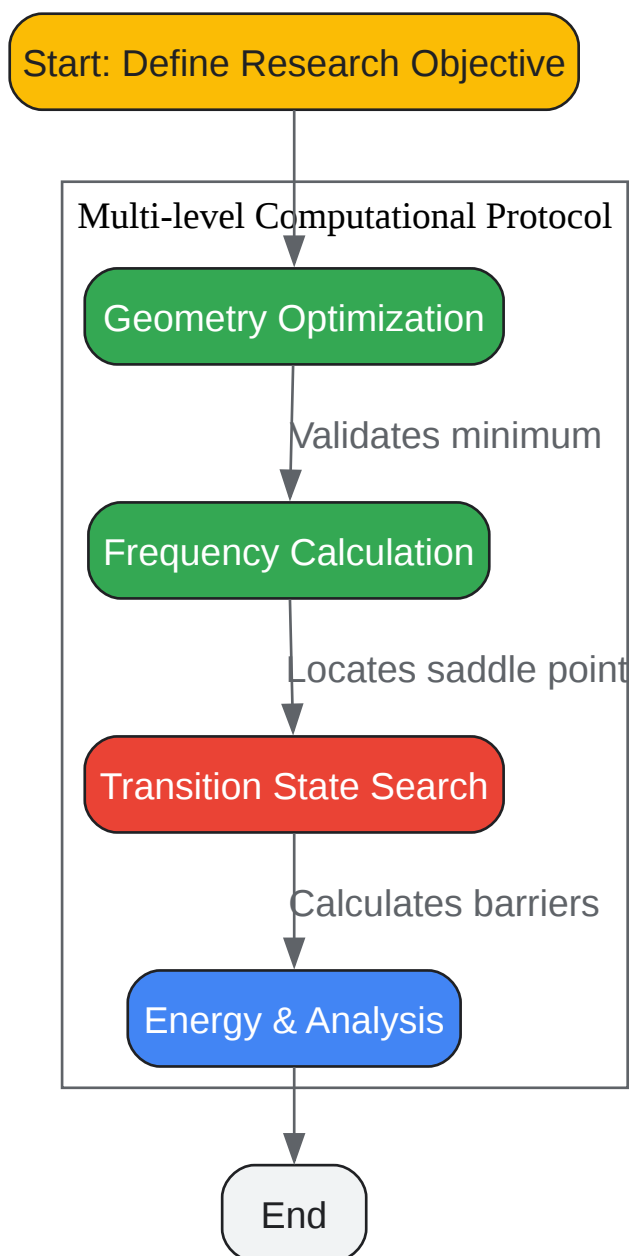 Start: Define Research Objective
Multi-level Computational Protocol
Geometry Optimization
Validates minimum
Frequency Calculation
Locates saddle point
Transition State Search
Calculates barriers
Energy & Analysis
End